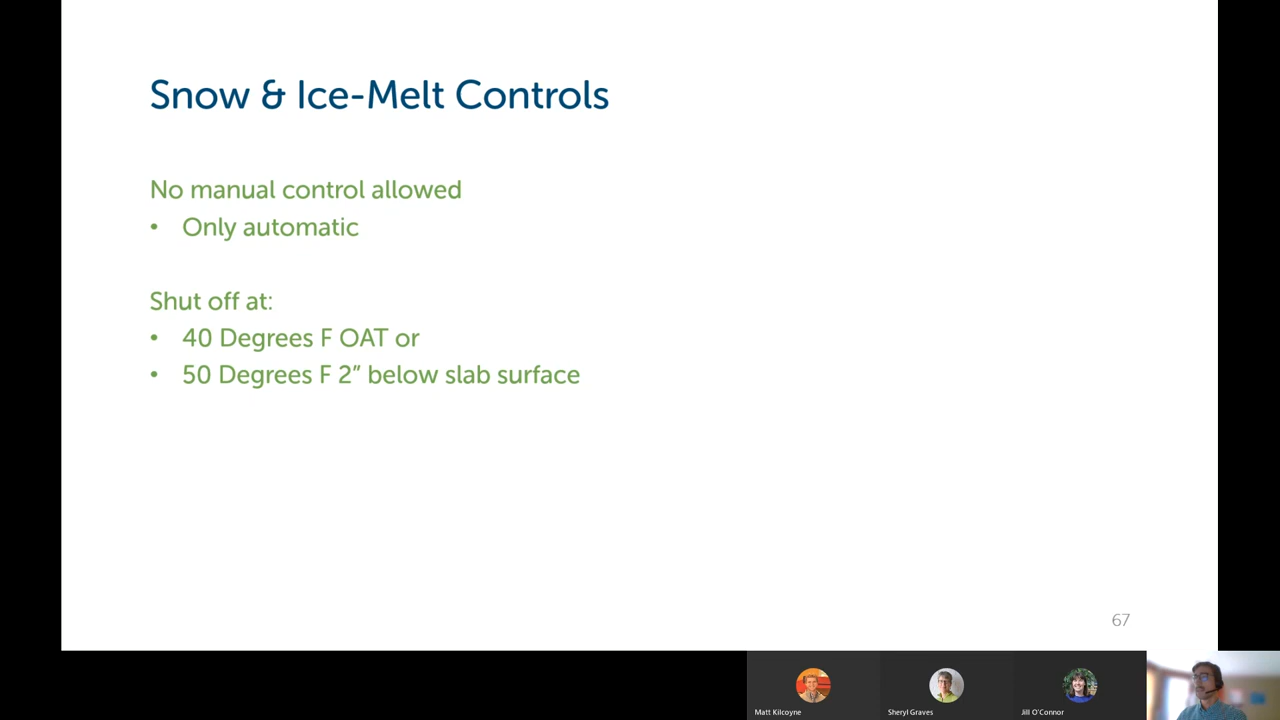 Snow & Ice-Melt Controls
No manual control allowed
• Only automatic
Shut off at:
• 40 Degrees F OAT or
• 50 Degrees F 2” below slab surface
67
Matt Kilcoyne
Sheryl Graves
Jill O'Connor